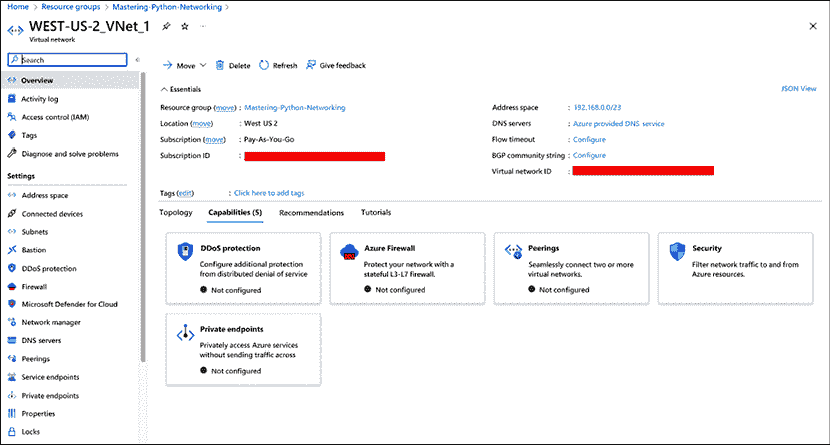 Home > Resource groups > Mastering-Python-Networking >
WEST-US-2_VNet_1
Virtual network
Search
Overview
Activity log
Access control (IAM)
Tags
Diagnose and solve problems
Settings
Address space
Connected devices
Subnets
Bastion
DDoS protection
Firewall
Microsoft Defender for Cloud
Network manager
DNS servers
Peerings
Service endpoints
Private endpoints
Properties
Locks
Move Delete Refresh Give feedback
Essentials JSON View
Resource group (move) : Mastering-Python-Networking
Location (move) : West US 2
Subscription (move) : Pay-As-You-Go
Subscription ID :
Address space : 192.168.0.0/23
DNS servers : Azure provided DNS service
Flow timeout : Configure
BGP community string : Configure
Virtual network ID :
Tags (edit) : Click here to add tags
Topology Capabilities (5) Recommendations Tutorials
DDoS protection
Configure additional protection
from distributed denial of service
Not configured
Azure Firewall
Protect your network with a
stateful L3-L7 firewall.
Not configured
Peerings
Seamlessly connect two or more
virtual networks.
Not configured
Security
Filter network traffic to and from
Azure resources.
Private endpoints
Privately access Azure services
without sending traffic across
Not configured